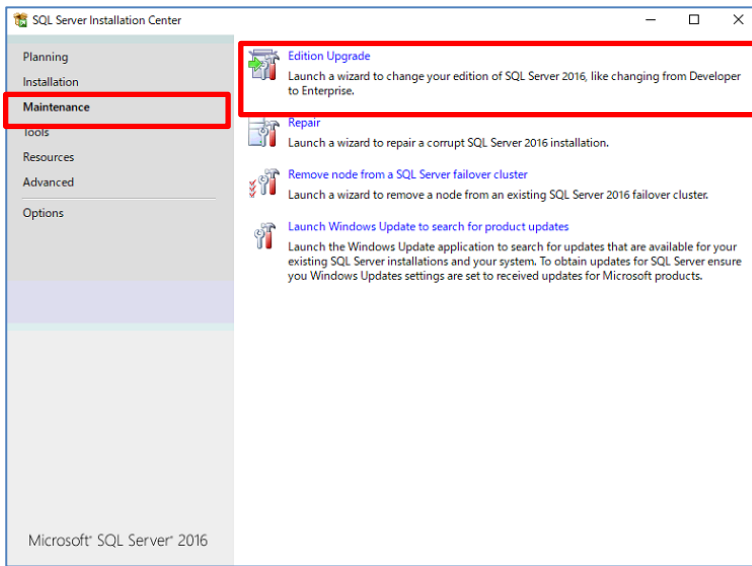 SQL Server Installation Center
Planning
Installation
Maintenance
Tools
Resources
Advanced
Options
Edition Upgrade
Launch a wizard to change your edition of SQL Server 2016, like changing from Developer
to Enterprise.
Repair
Launch a wizard to repair a corrupt SQL Server 2016 installation.
Remove node from a SQL Server failover cluster
Launch a wizard to remove a node from an existing SQL Server 2016 failover cluster.
Launch Windows Update to search for product updates
Launch the Windows Update application to search for updates that are available for your
existing SQL Server installations and your system. To obtain updates for SQL Server ensure
you Windows Updates settings are set to received updates for Microsoft products.
Microsoft® SQL Server® 2016